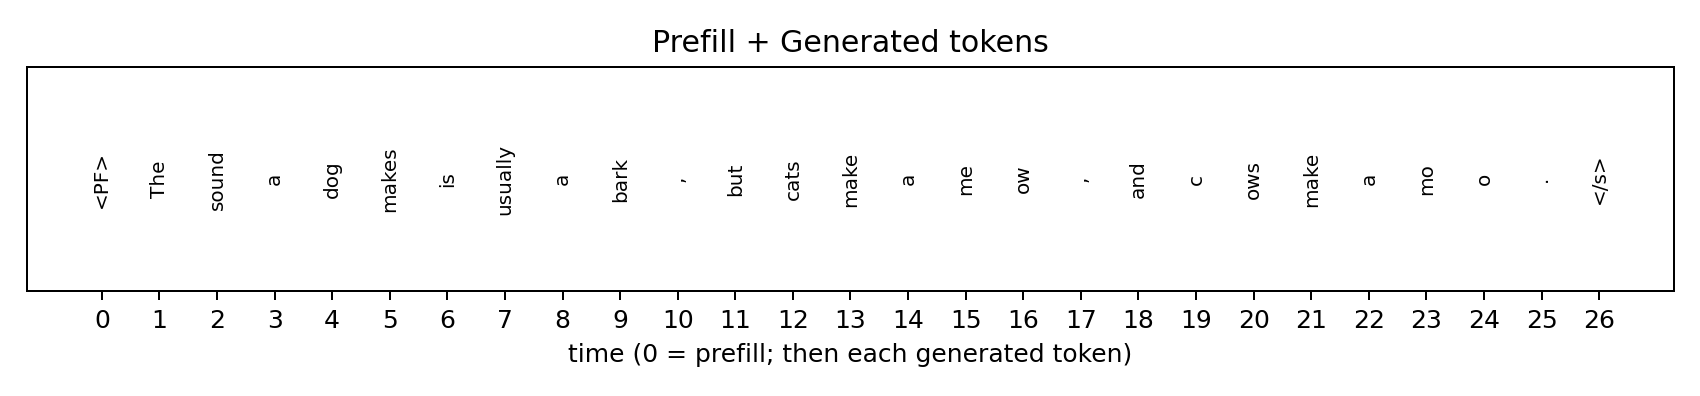 Prefill + Generated tokens
<PF> The sound a dog makes is usually a bark , but cats make a me ow , and c ows make a mo o . </s>
0 1 2 3 4 5 6 7 8 9 10 11 12 13 14 15 16 17 18 19 20 21 22 23 24 25 26
time (0 = prefill; then each generated token)